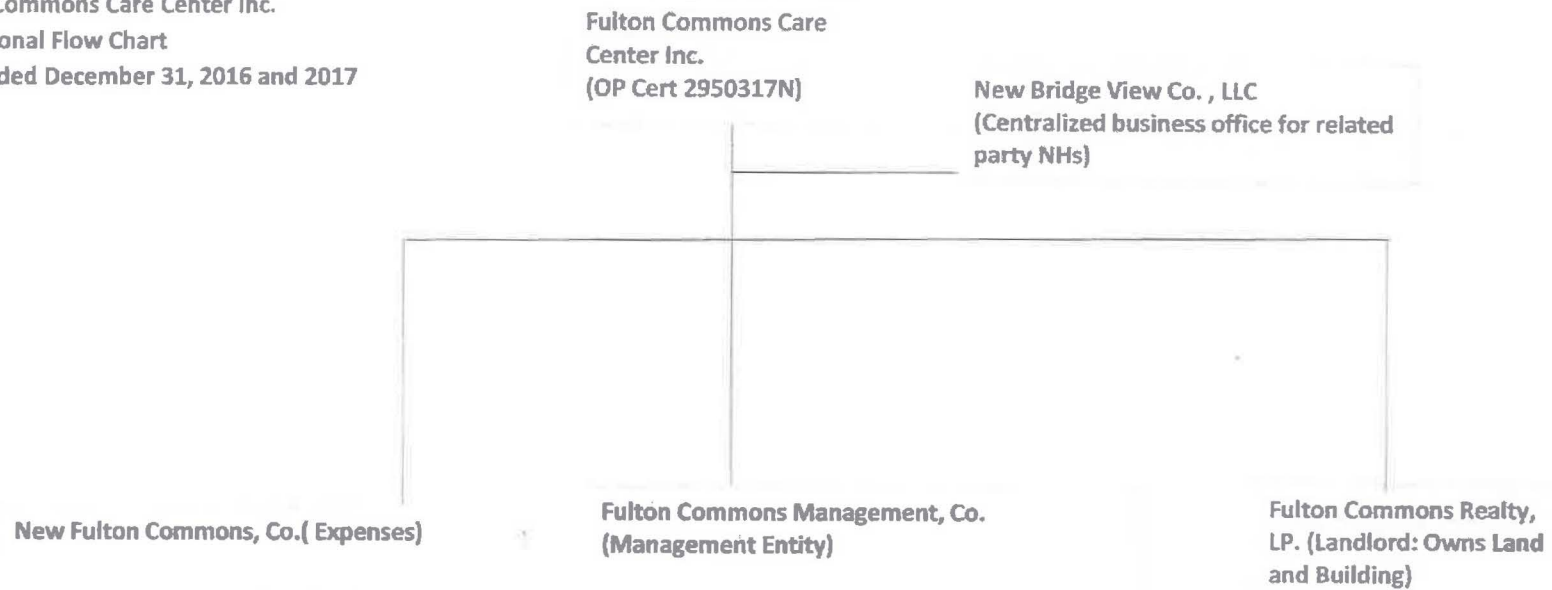 Commons Care Center Inc.
onal Flow Chart
ded December 31, 2016 and 2017
Fulton Commons Care
Center Inc.
(OP Cert 2950317N)
New Bridge View Co. , LLC
(Centralized business office for related
party NHs)
New Fulton Commons, Co.( Expenses)
Fulton Commons Management, Co.
(Management Entity)
Fulton Commons Realty,
LP. (Landlord: Owns Land
and Building)